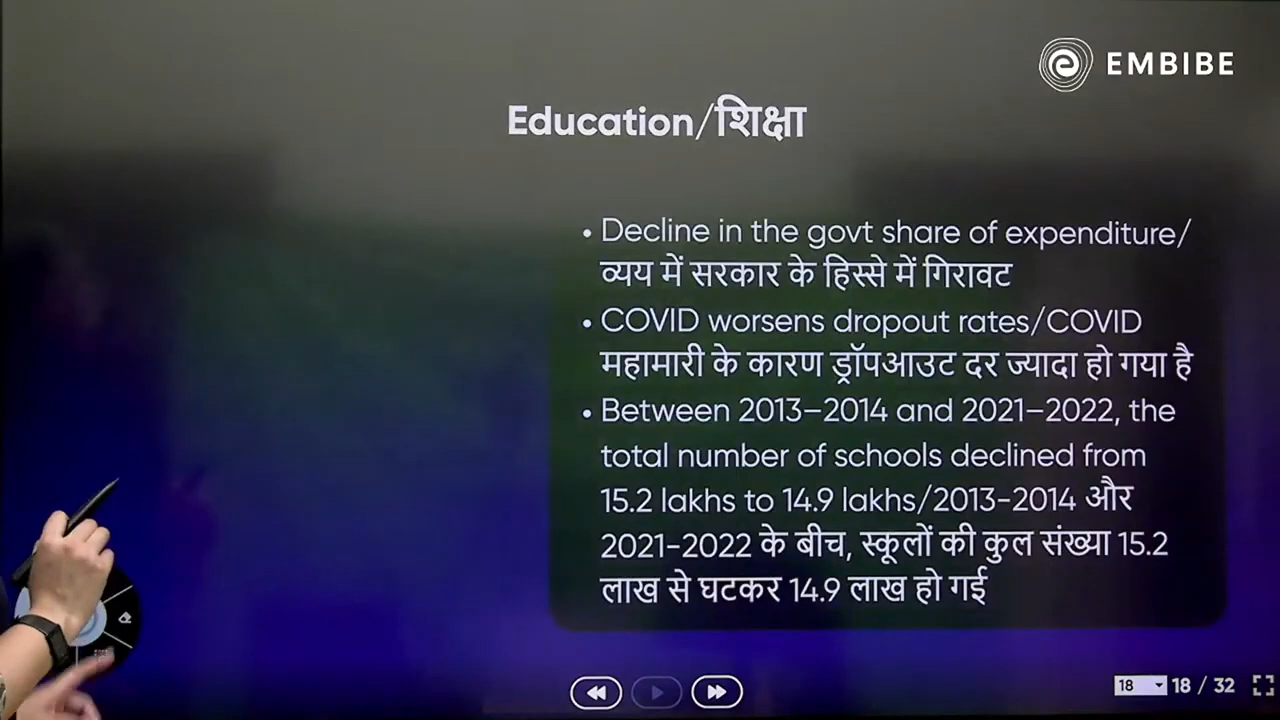 EMBIBE
Education/शिक्षा
• Decline in the govt share of expenditure/
व्यय में सरकार के हिस्से में गिरावट
• COVID worsens dropout rates/COVID
महामारी के कारण ड्रॉपआउट दर ज्यादा हो गया है
• Between 2013–2014 and 2021–2022, the
total number of schools declined from
15.2 lakhs to 14.9 lakhs/2013-2014 और
2021-2022 के बीच, स्कूलों की कुल संख्या 15.2
लाख से घटकर 14.9 लाख हो गई
18 18 / 32